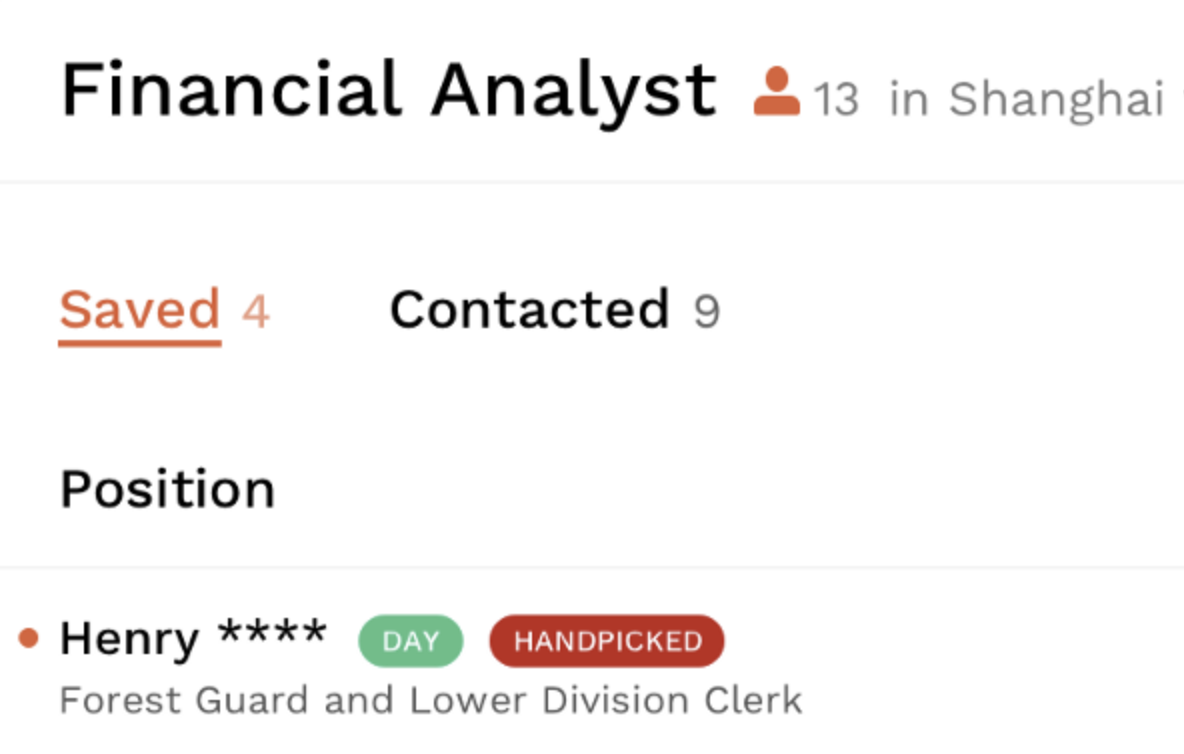 Financial Analyst 13 in Shanghai
Saved 4 Contacted 9
Position
Henry **** DAY HANDPICKED
Forest Guard and Lower Division Clerk